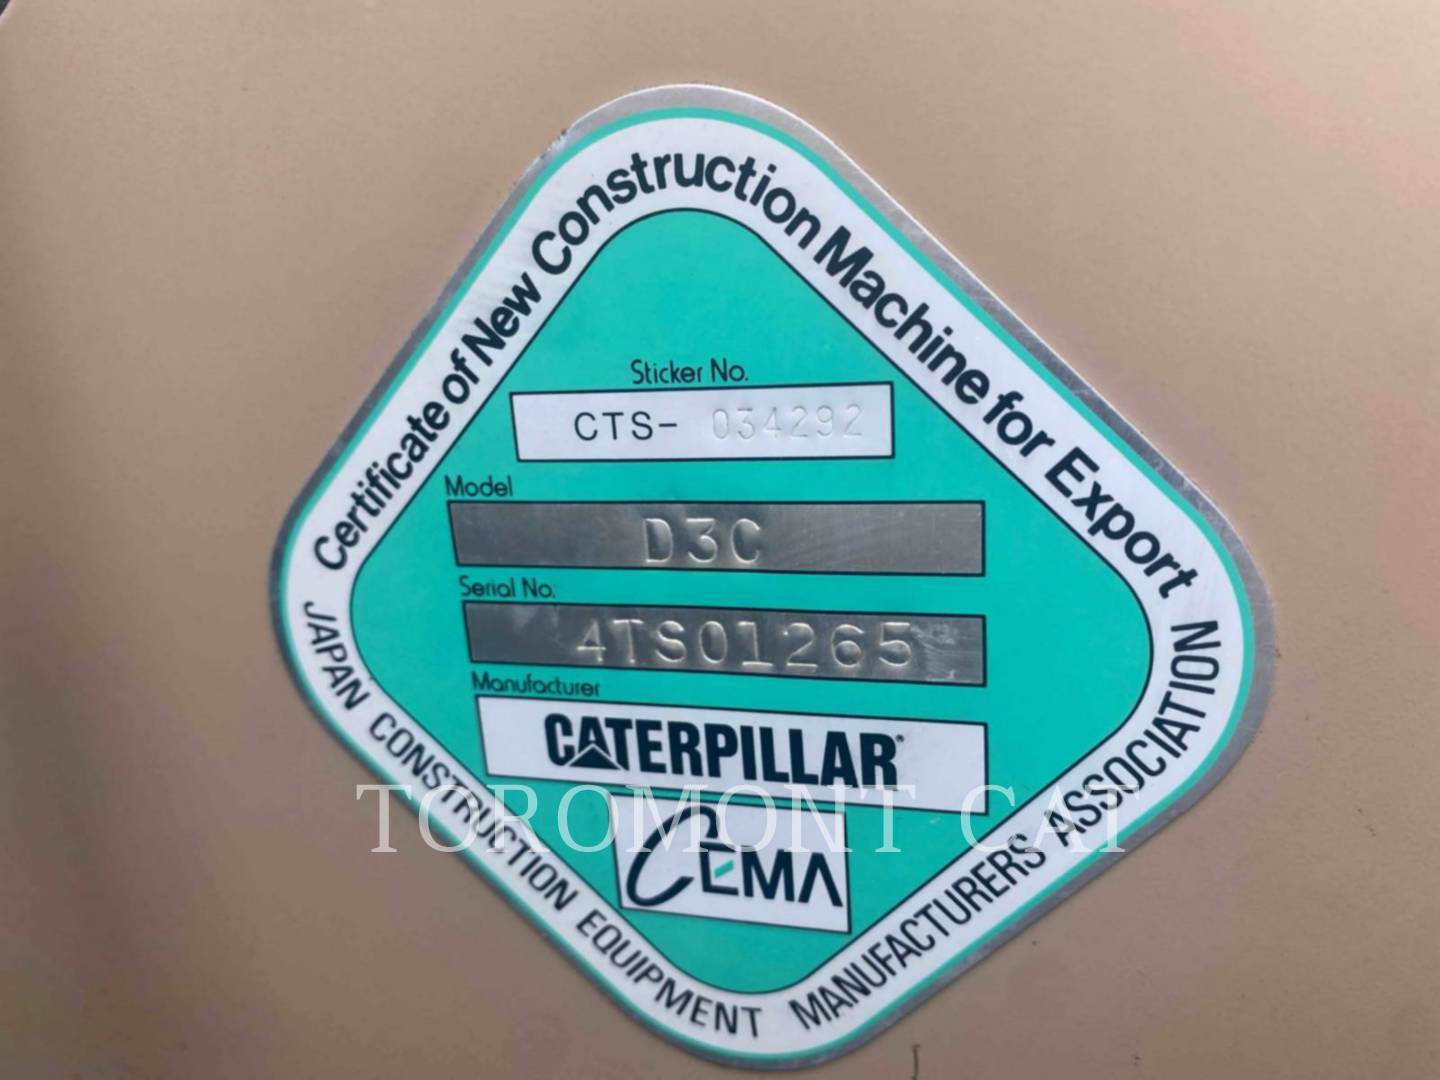 Certificate of New Construction Machine for Export
Sticker No.
CTS- 034292
Model
D3C
Serial No.
4TS01265
Manufacturer
CATERPILLAR®
CEMA
TOROMONT CAT
JAPAN CONSTRUCTION EQUIPMENT MANUFACTURERS ASSOCIATION